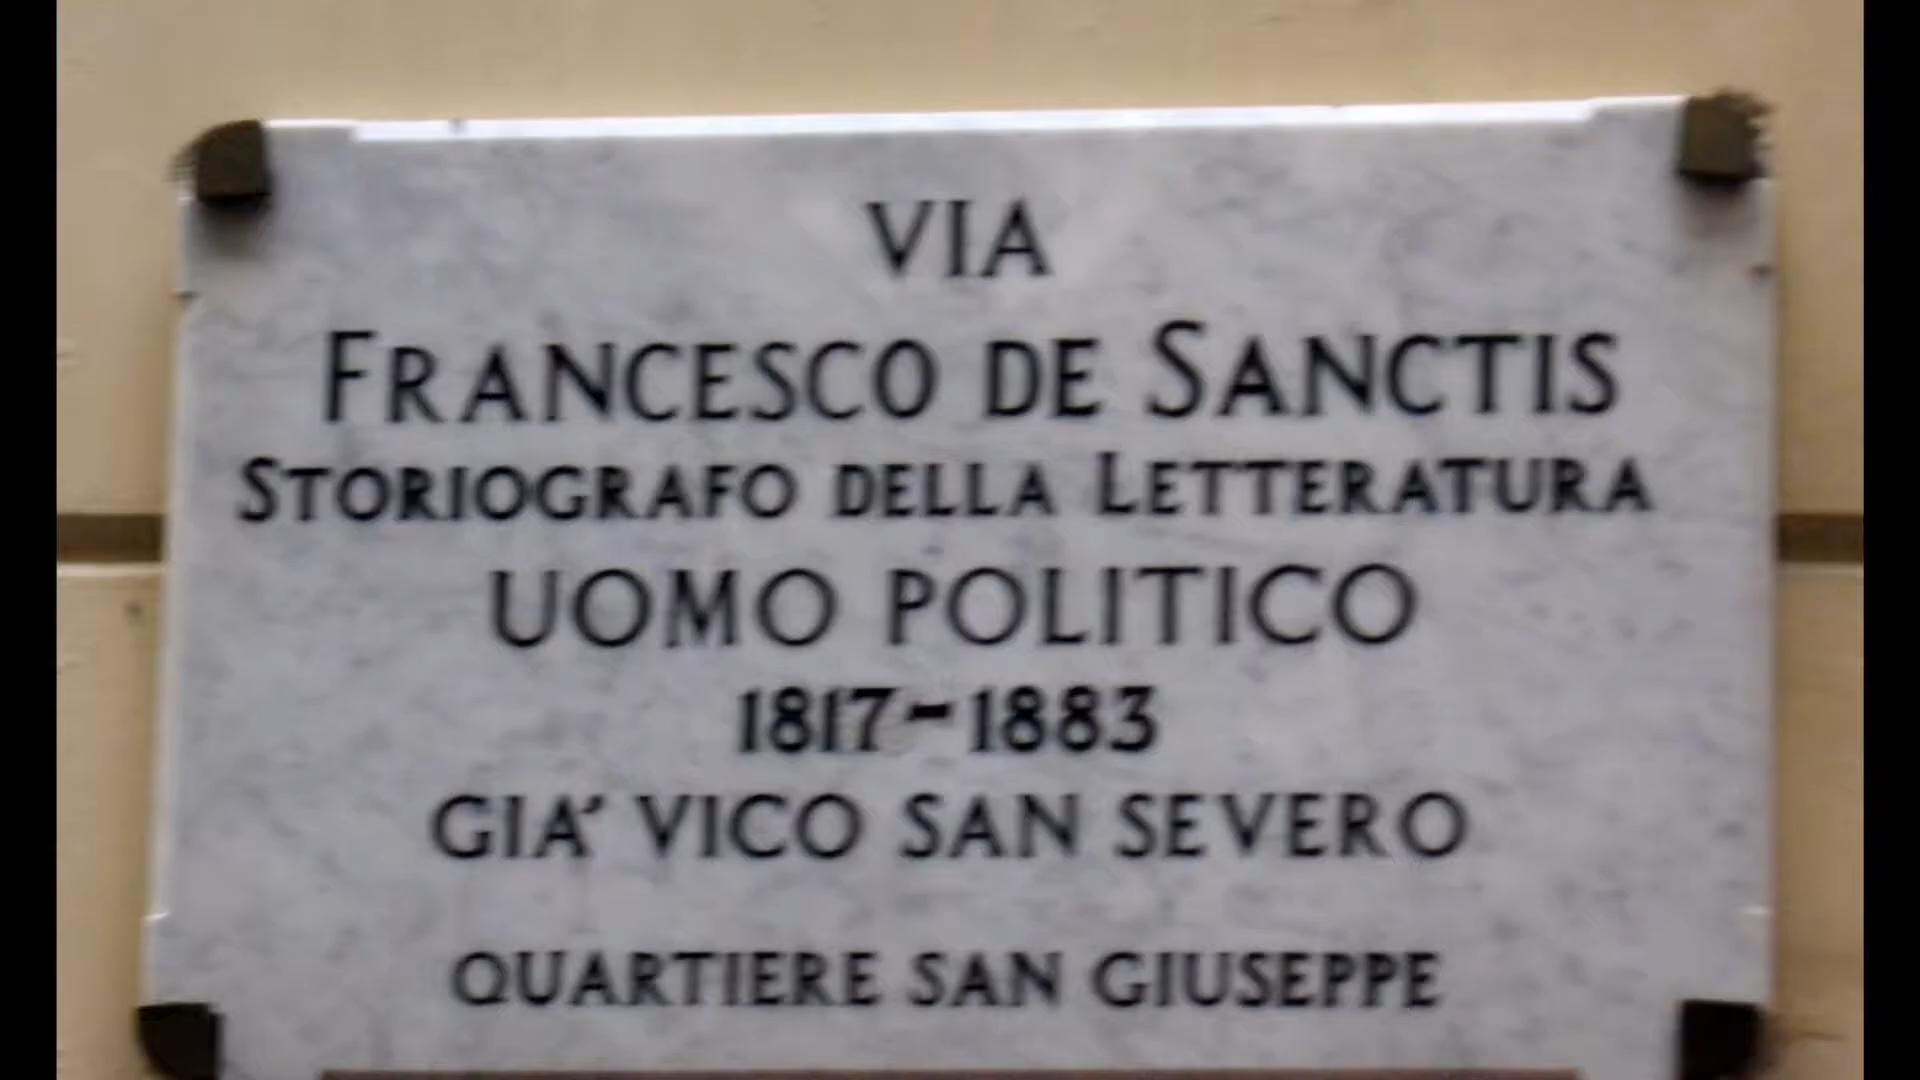 VIA
FRANCESCO DE SANCTIS
STORIOGRAFO DELLA LETTERATURA
UOMO POLITICO
1817-1883
GIA' VICO SAN SEVERO
QUARTIERE SAN GIUSEPPE